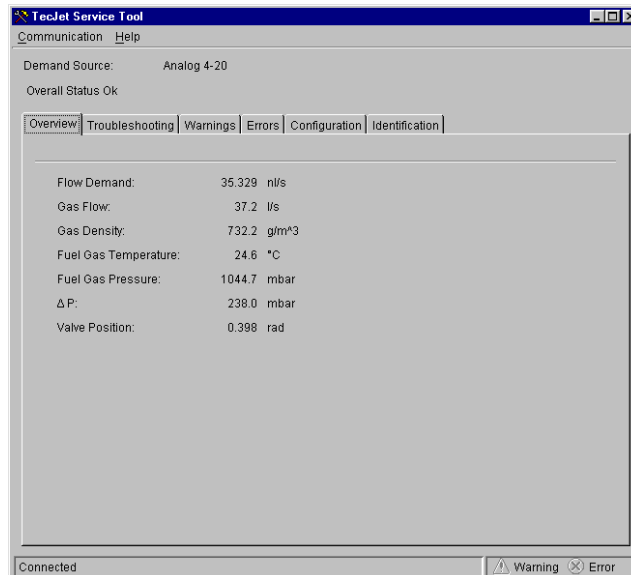 TecJet Service Tool
Communication Help
Demand Source: Analog 4-20
Overall Status Ok
Overview Troubleshooting Warnings Errors Configuration Identification
Flow Demand: 35.329 nl/s
Gas Flow: 37.2 l/s
Gas Density: 732.2 g/m^3
Fuel Gas Temperature: 24.6 °C
Fuel Gas Pressure: 1044.7 mbar
Δ P: 238.0 mbar
Valve Position: 0.398 rad
Connected Warning Error